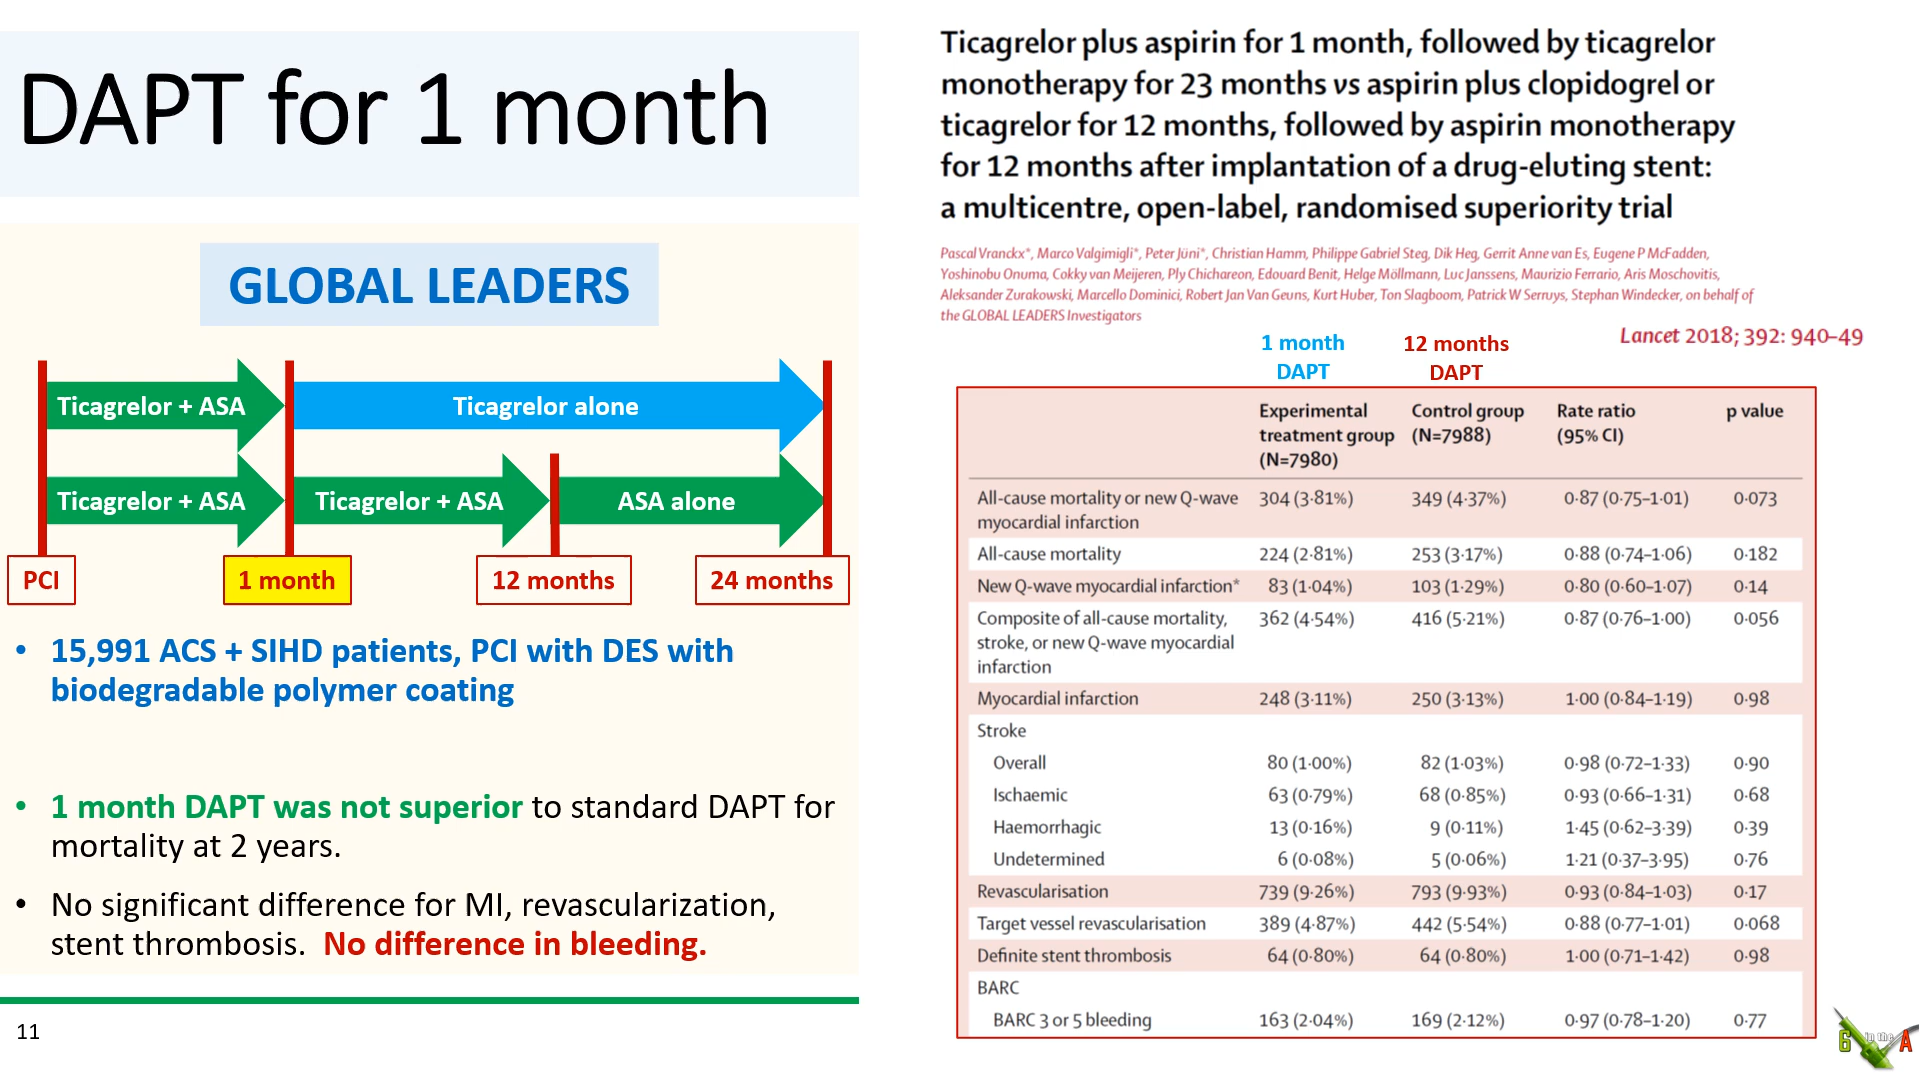 DAPT for 1 month
GLOBAL LEADERS
Ticagrelor + ASA
Ticagrelor alone
Ticagrelor + ASA
Ticagrelor + ASA
ASA alone
PCI
1 month
12 months
24 months
• 15,991 ACS + SIHD patients, PCI with DES with
biodegradable polymer coating
• 1 month DAPT was not superior to standard DAPT for
mortality at 2 years.
• No significant difference for MI, revascularization,
stent thrombosis. No difference in bleeding.
11
Ticagrelor plus aspirin for 1 month, followed by ticagrelor
monotherapy for 23 months vs aspirin plus clopidogrel or
ticagrelor for 12 months, followed by aspirin monotherapy
for 12 months after implantation of a drug-eluting stent:
a multicentre, open-label, randomised superiority trial
Pascal Vranckx*, Marco Valgimigli*, Peter Jüni*, Christian Hamm, Philippe Gabriel Steg, Dik Heg, Gerrit Anne van Es, Eugene P McFadden,
Yoshinobu Onuma, Cokky van Meijeren, Ply Chichareon, Edouard Benit, Helge Möllmann, Luc Janssens, Maurizio Ferrario, Aris Moschovitis,
Aleksander Zurakowski, Marcello Dominici, Robert Jan Van Geuns, Kurt Huber, Ton Slagboom, Patrick W Serruys, Stephan Windecker, on behalf of
the GLOBAL LEADERS Investigators
Lancet 2018; 392: 940–49
1 month
DAPT
12 months
DAPT
Experimental
treatment group
(N=7980)
Control group
(N=7988)
Rate ratio
(95% CI)
p value
All-cause mortality or new Q-wave
myocardial infarction
304 (3·81%) 349 (4·37%) 0·87 (0·75–1·01) 0·073
All-cause mortality 224 (2·81%) 253 (3·17%) 0·88 (0·74–1·06) 0·182
New Q-wave myocardial infarction* 83 (1·04%) 103 (1·29%) 0·80 (0·60–1·07) 0·14
Composite of all-cause mortality,
stroke, or new Q-wave myocardial
infarction
362 (4·54%) 416 (5·21%) 0·87 (0·76–1·00) 0·056
Myocardial infarction 248 (3·11%) 250 (3·13%) 1·00 (0·84–1·19) 0·98
Stroke
Overall 80 (1·00%) 82 (1·03%) 0·98 (0·72–1·33) 0·90
Ischaemic 63 (0·79%) 68 (0·85%) 0·93 (0·66–1·31) 0·68
Haemorrhagic 13 (0·16%) 9 (0·11%) 1·45 (0·62–3·39) 0·39
Undetermined 6 (0·08%) 5 (0·06%) 1·21 (0·37–3·95) 0·76
Revascularisation 739 (9·26%) 793 (9·93%) 0·93 (0·84–1·03) 0·17
Target vessel revascularisation 389 (4·87%) 442 (5·54%) 0·88 (0·77–1·01) 0·068
Definite stent thrombosis 64 (0·80%) 64 (0·80%) 1·00 (0·71–1·42) 0·98
BARC
BARC 3 or 5 bleeding 163 (2·04%) 169 (2·12%) 0·97 (0·78–1·20) 0·77
6 in the A